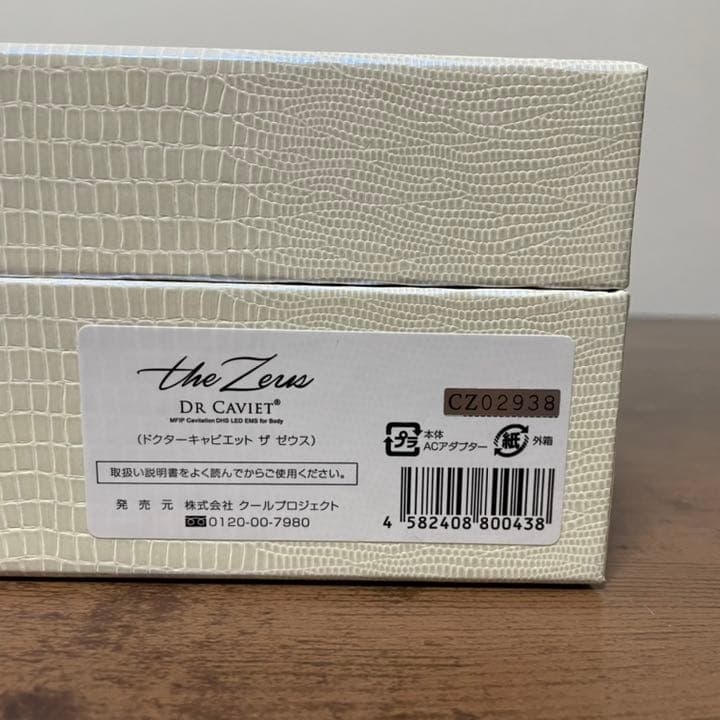 the Zeus
DR CAVIET®
MFIP Cavitation DHS LED EMS for Body
(ドクターキャビエット ザ ゼウス)
取扱い説明書をよく読んでからご使用ください。
発売元 株式会社 クールプロジェクト
0120-00-7980
CZ02938
プラ
本体
ACアダプター
紙
外箱
4 582408 800438